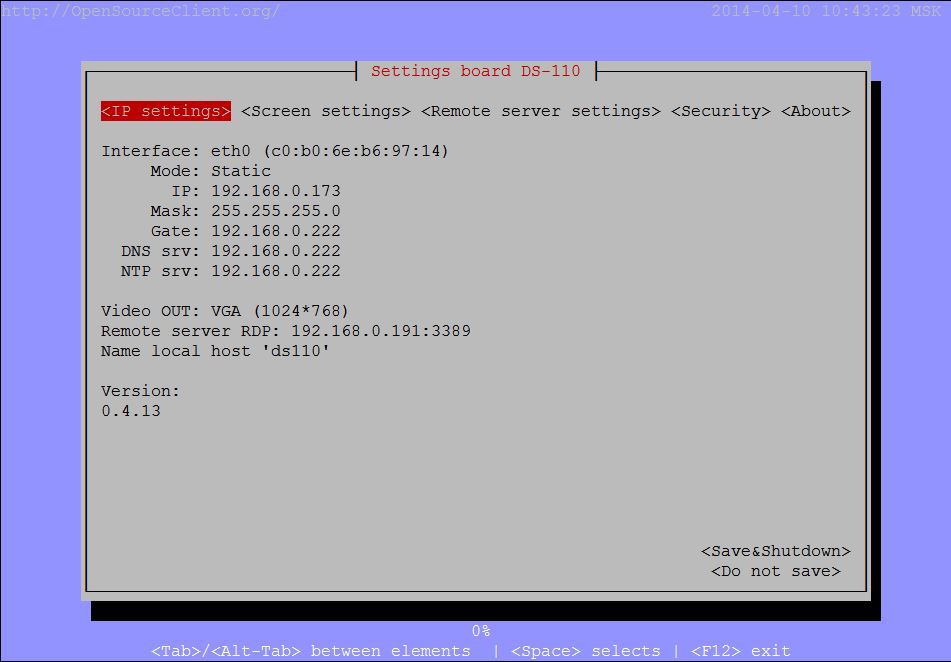 http://OpenSourceClient.org/ 2014-04-10 10:43:23 MSK
Settings board DS-110
<IP settings> <Screen settings> <Remote server settings> <Security> <About>
Interface: eth0 (c0:b0:6e:b6:97:14)
Mode: Static
IP: 192.168.0.173
Mask: 255.255.255.0
Gate: 192.168.0.222
DNS srv: 192.168.0.222
NTP srv: 192.168.0.222
Video OUT: VGA (1024*768)
Remote server RDP: 192.168.0.191:3389
Name local host 'ds110'
Version:
0.4.13
<Save&Shutdown>
<Do not save>
0%
<Tab>/<Alt-Tab> between elements | <Space> selects | <F12> exit